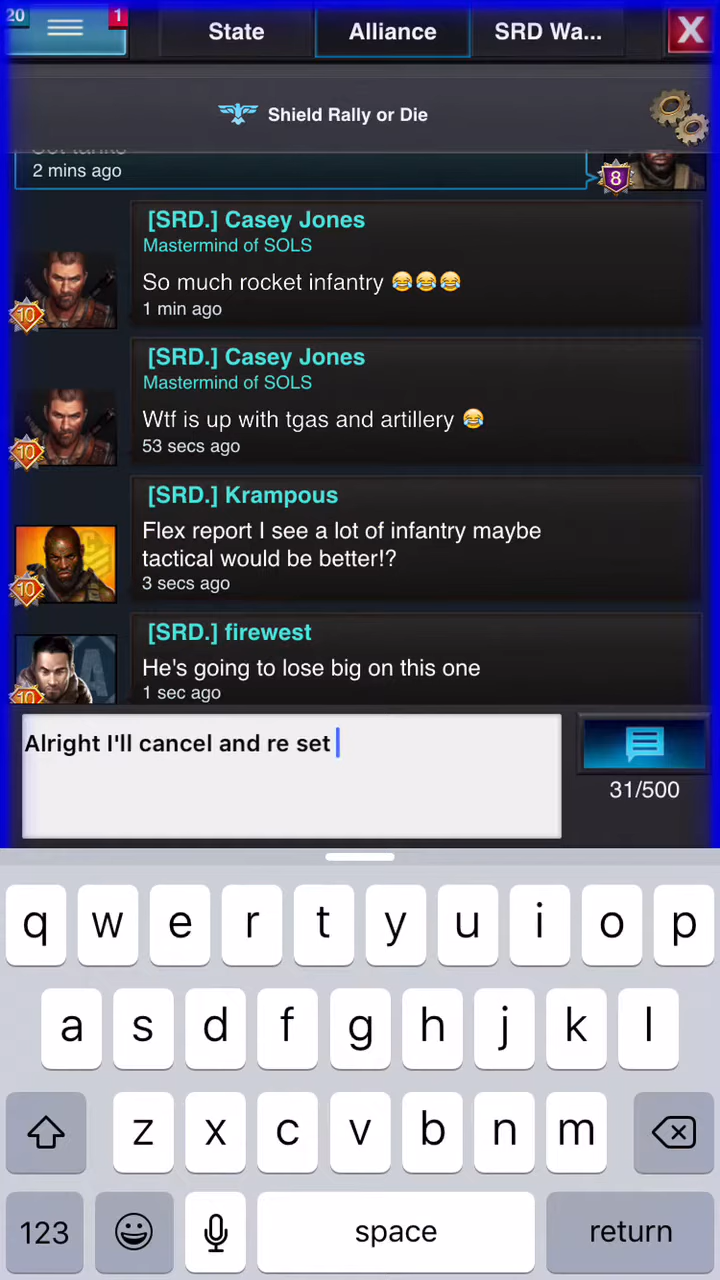 20
1
State
Alliance
SRD Wa...
X
Shield Rally or Die
2 mins ago
8
[SRD.] Casey Jones
Mastermind of SOLS
So much rocket infantry 😂😂😂
1 min ago
10
[SRD.] Casey Jones
Mastermind of SOLS
Wtf is up with tgas and artillery 😂
53 secs ago
10
[SRD.] Krampous
Flex report I see a lot of infantry maybe
tactical would be better!?
3 secs ago
10
[SRD.] firewest
He's going to lose big on this one
1 sec ago
10
Alright I'll cancel and re set
31/500
q w e r t y u i o p
a s d f g h j k l
z x c v b n m
123
space
return